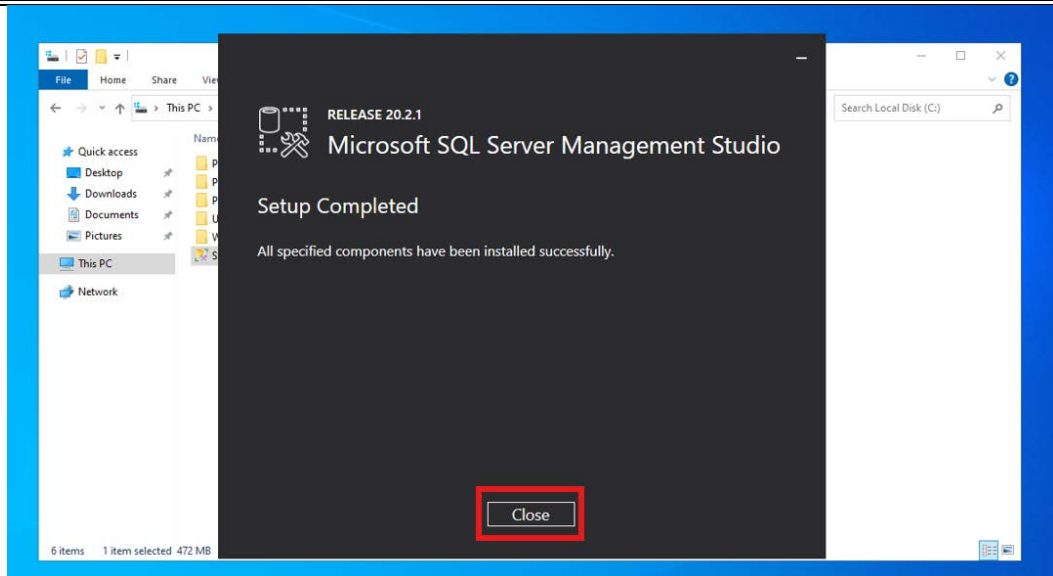 File Home Share Vie
This PC
Search Local Disk (C:)
Nam
Quick access
Desktop
Downloads
Documents
Pictures
This PC
Network
P
P
P
U
W
S
RELEASE 20.2.1
Microsoft SQL Server Management Studio
Setup Completed
All specified components have been installed successfully.
Close
6 items 1 item selected 472 MB